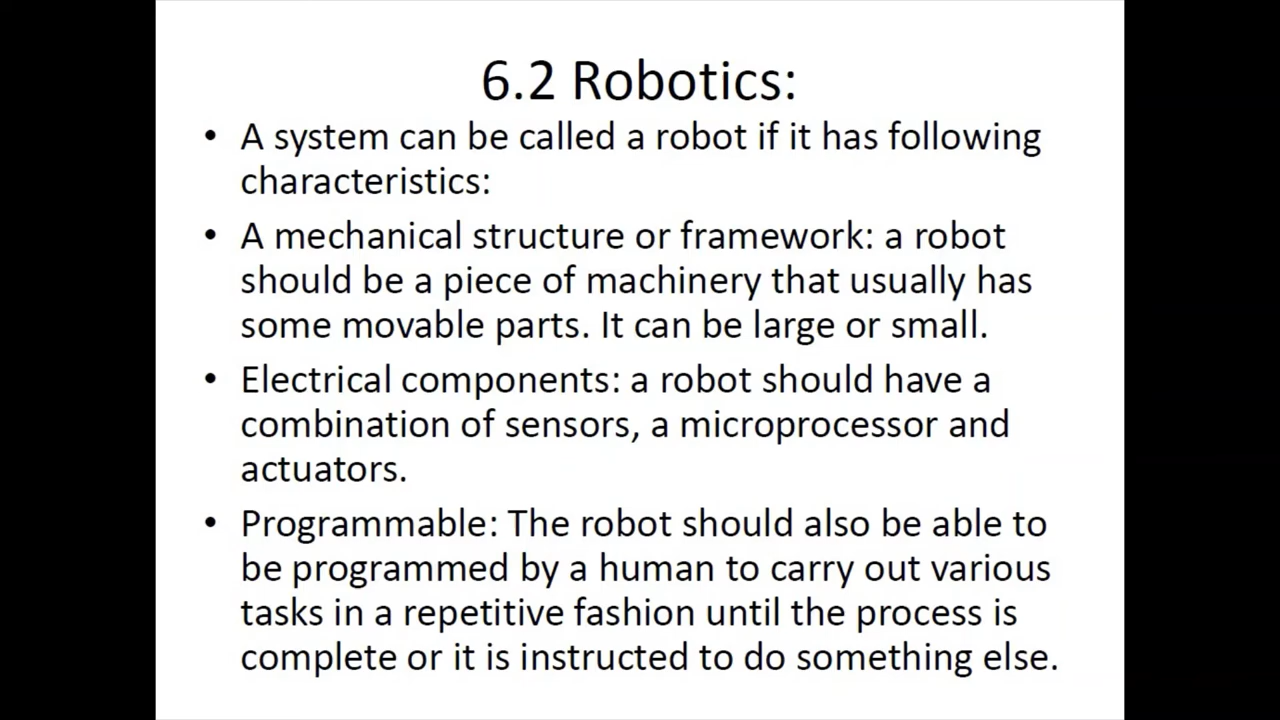 6.2 Robotics:
• A system can be called a robot if it has following
characteristics:
• A mechanical structure or framework: a robot
should be a piece of machinery that usually has
some movable parts. It can be large or small.
• Electrical components: a robot should have a
combination of sensors, a microprocessor and
actuators.
• Programmable: The robot should also be able to
be programmed by a human to carry out various
tasks in a repetitive fashion until the process is
complete or it is instructed to do something else.